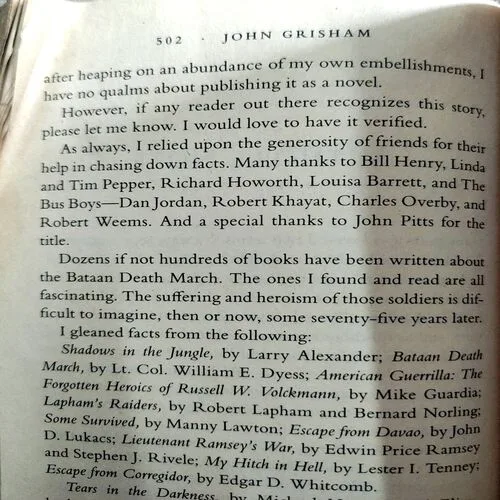 502 · JOHN GRISHAM
after heaping on an abundance of my own embellishments, I
have no qualms about publishing it as a novel.
However, if any reader out there recognizes this story,
please let me know. I would love to have it verified.
As always, I relied upon the generosity of friends for their
help in chasing down facts. Many thanks to Bill Henry, Linda
and Tim Pepper, Richard Howorth, Louisa Barrett, and The
Bus Boys—Dan Jordan, Robert Khayat, Charles Overby, and
Robert Weems. And a special thanks to John Pitts for the
title.
Dozens if not hundreds of books have been written about
the Bataan Death March. The ones I found and read are all
fascinating. The suffering and heroism of those soldiers is dif-
ficult to imagine, then or now, some seventy-five years later.
I gleaned facts from the following:
Shadows in the Jungle, by Larry Alexander; Bataan Death
March, by Lt. Col. William E. Dyess; American Guerrilla: The
Forgotten Heroics of Russell W. Volckmann, by Mike Guardia;
Lapham's Raiders, by Robert Lapham and Bernard Norling;
Some Survived, by Manny Lawton; Escape from Davao, by John
D. Lukacs; Lieutenant Ramsey's War, by Edwin Price Ramsey
and Stephen J. Rivele; My Hitch in Hell, by Lester I. Tenney;
Escape from Corregidor, by Edgar D. Whitcomb.
Tears in the Darkness, by